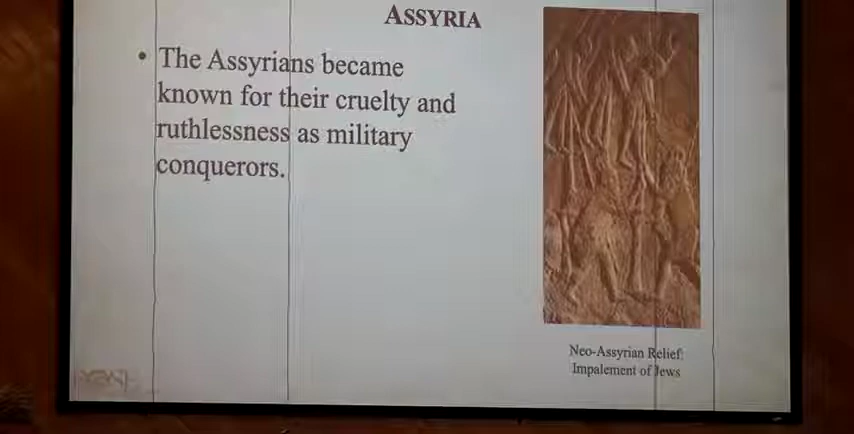 ASSYRIA
• The Assyrians became
known for their cruelty and
ruthlessness as military
conquerors.
Neo-Assyrian Relief:
Impalement of Jews